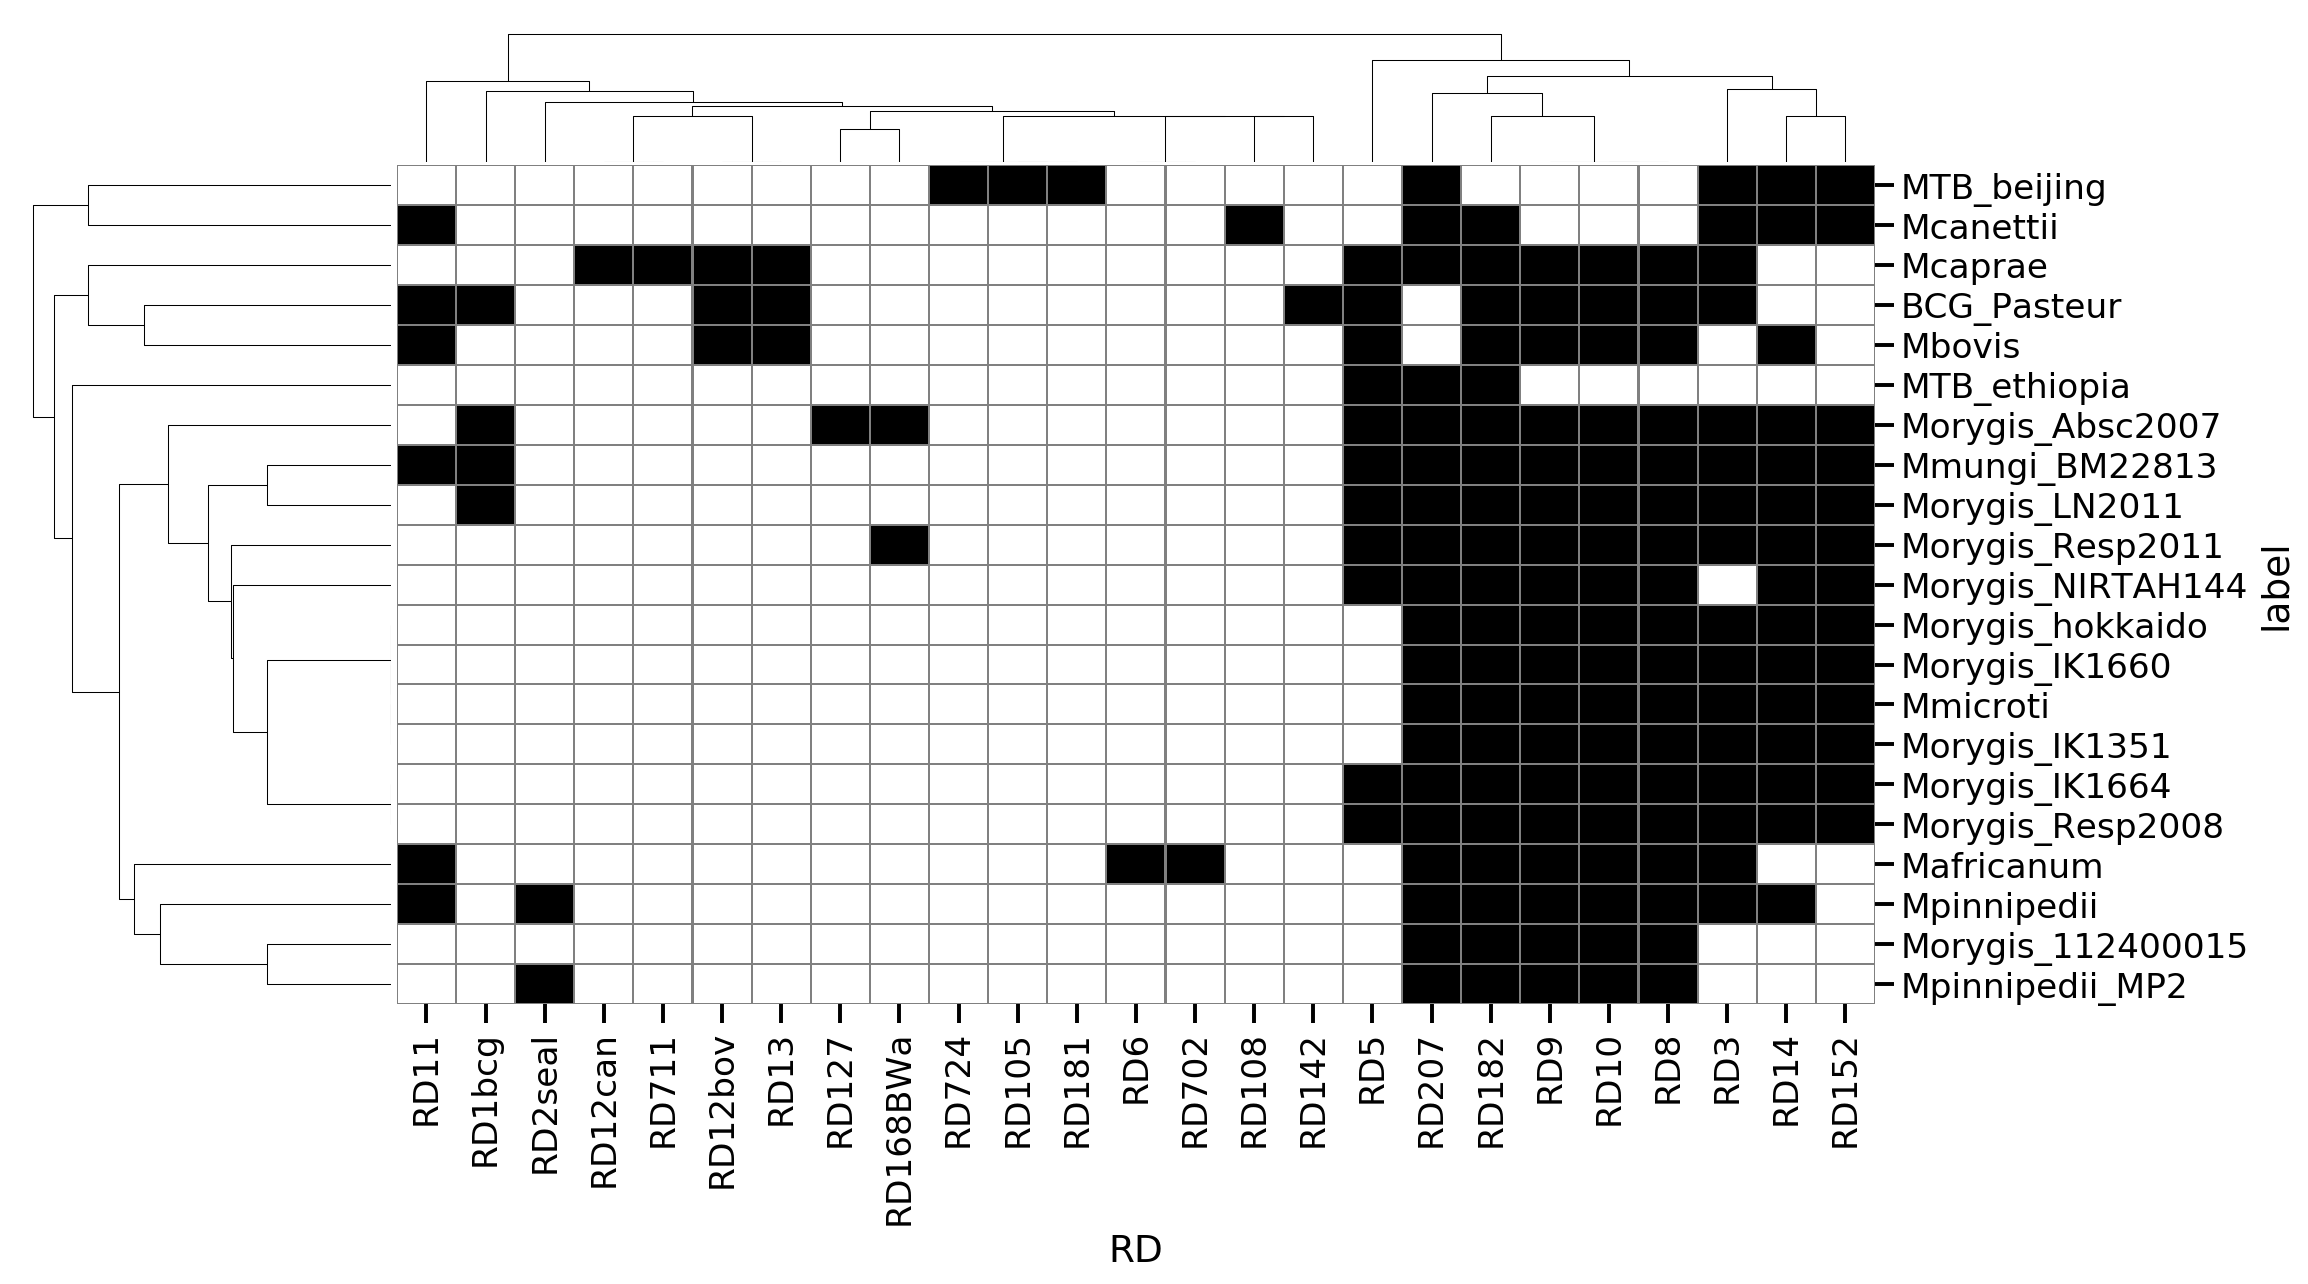 MTB_beijing
Mcanettii
Mcaprae
BCG_Pasteur
Mbovis
MTB_ethiopia
Morygis_Absc2007
Mmungi_BM22813
Morygis_LN2011
Morygis_Resp2011
Morygis_NIRTAH144
Morygis_hokkaido
Morygis_IK1660
Mmicroti
Morygis_IK1351
Morygis_IK1664
Morygis_Resp2008
Mafricanum
Mpinnipedii
Morygis_112400015
Mpinnipedii_MP2
label
RD11
RD1bcg
RD2seal
RD12can
RD711
RD12bov
RD13
RD127
RD168BWa
RD724
RD105
RD181
RD6
RD702
RD108
RD142
RD5
RD207
RD182
RD9
RD10
RD8
RD3
RD14
RD152
RD